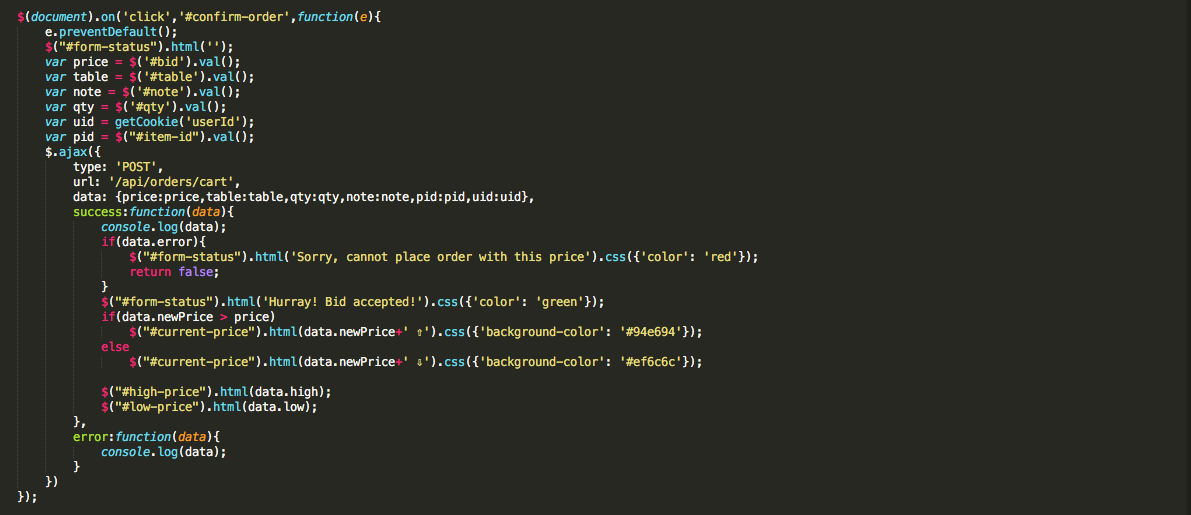 $(document).on('click','#confirm-order',function(e){
    e.preventDefault();
    $("#form-status").html('');
    var price = $('#bid').val();
    var table = $('#table').val();
    var note = $('#note').val();
    var qty = $('#qty').val();
    var uid = getCookie('userId');
    var pid = $("#item-id").val();
    $.ajax({
        type: 'POST',
        url: '/api/orders/cart',
        data: {price:price,table:table,qty:qty,note:note,pid:pid,uid:uid},
        success:function(data){
            console.log(data);
            if(data.error){
                $("#form-status").html('Sorry, cannot place order with this price').css({'color': 'red'});
                return false;
            }
            $("#form-status").html('Hurray! Bid accepted!').css({'color': 'green'});
            if(data.newPrice > price)
                $("#current-price").html(data.newPrice+' ⇧').css({'background-color': '#94e694'});
            else
                $("#current-price").html(data.newPrice+' ⇩').css({'background-color': '#ef6c6c'});
            $("#high-price").html(data.high);
            $("#low-price").html(data.low);
        },
        error:function(data){
            console.log(data);
        }
    })
});